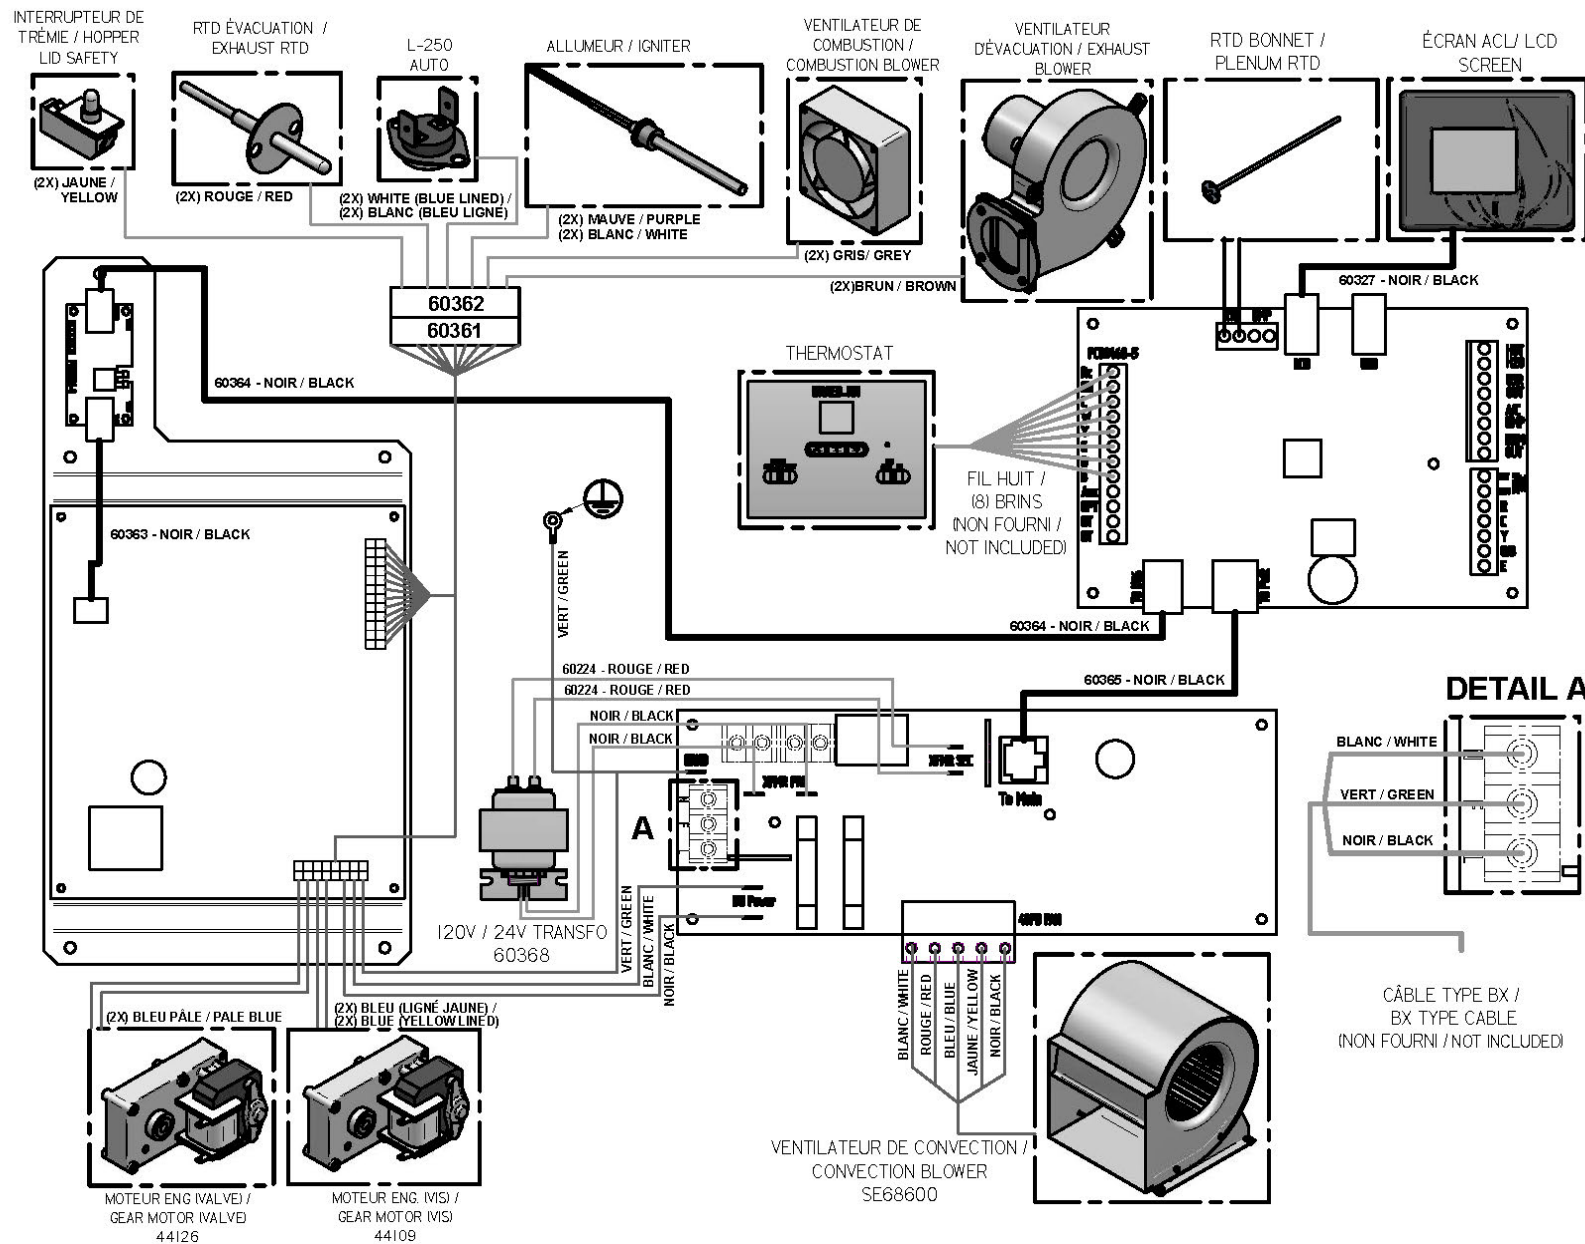 INTERRUPTEUR DE
TRÉMIE / HOPPER
LID SAFETY
RTD ÉVACUATION /
EXHAUST RTD
L-250
AUTO
ALLUMEUR / IGNITER
VENTILATEUR DE
COMBUSTION /
COMBUSTION BLOWER
VENTILATEUR
D'ÉVACUATION / EXHAUST
BLOWER
RTD BONNET /
PLENUM RTD
ÉCRAN ACL/ LCD
SCREEN
(2X) JAUNE /
YELLOW
(2X) ROUGE / RED
(2X) WHITE (BLUE LINED) /
(2X) BLANC (BLEU LIGNÉ)
(2X) MAUVE / PURPLE
(2X) BLANC / WHITE
(2X) GRIS/ GREY
(2X)BRUN / BROWN
60327 - NOIR / BLACK
60362
60361
60364 - NOIR / BLACK
THERMOSTAT
FIL HUIT /
(8) BRINS
(NON FOURNI /
NOT INCLUDED)
60363 - NOIR / BLACK
VERT / GREEN
60364 - NOIR / BLACK
60365 - NOIR / BLACK
60224 - ROUGE / RED
60224 - ROUGE / RED
NOIR / BLACK
NOIR / BLACK
XFMR SEC
To Main
A
120V / 24V TRANSFO
60368
VERT / GREEN
BLANC / WHITE
NOIR / BLACK
DETAIL A
BLANC / WHITE
VERT / GREEN
NOIR / BLACK
CÂBLE TYPE BX /
BX TYPE CABLE
(NON FOURNI / NOT INCLUDED)
BLANC / WHITE
ROUGE / RED
BLEU / BLUE
JAUNE / YELLOW
NOIR / BLACK
VENTILATEUR DE CONVECTION /
CONVECTION BLOWER
SE68600
(2X) BLEU PÂLE / PALE BLUE
(2X) BLEU (LIGNÉ JAUNE) /
(2X) BLUE (YELLOW LINED)
MOTEUR ENG (VALVE) /
GEAR MOTOR (VALVE)
44126
MOTEUR ENG. (VIS) /
GEAR MOTOR (VIS)
44109